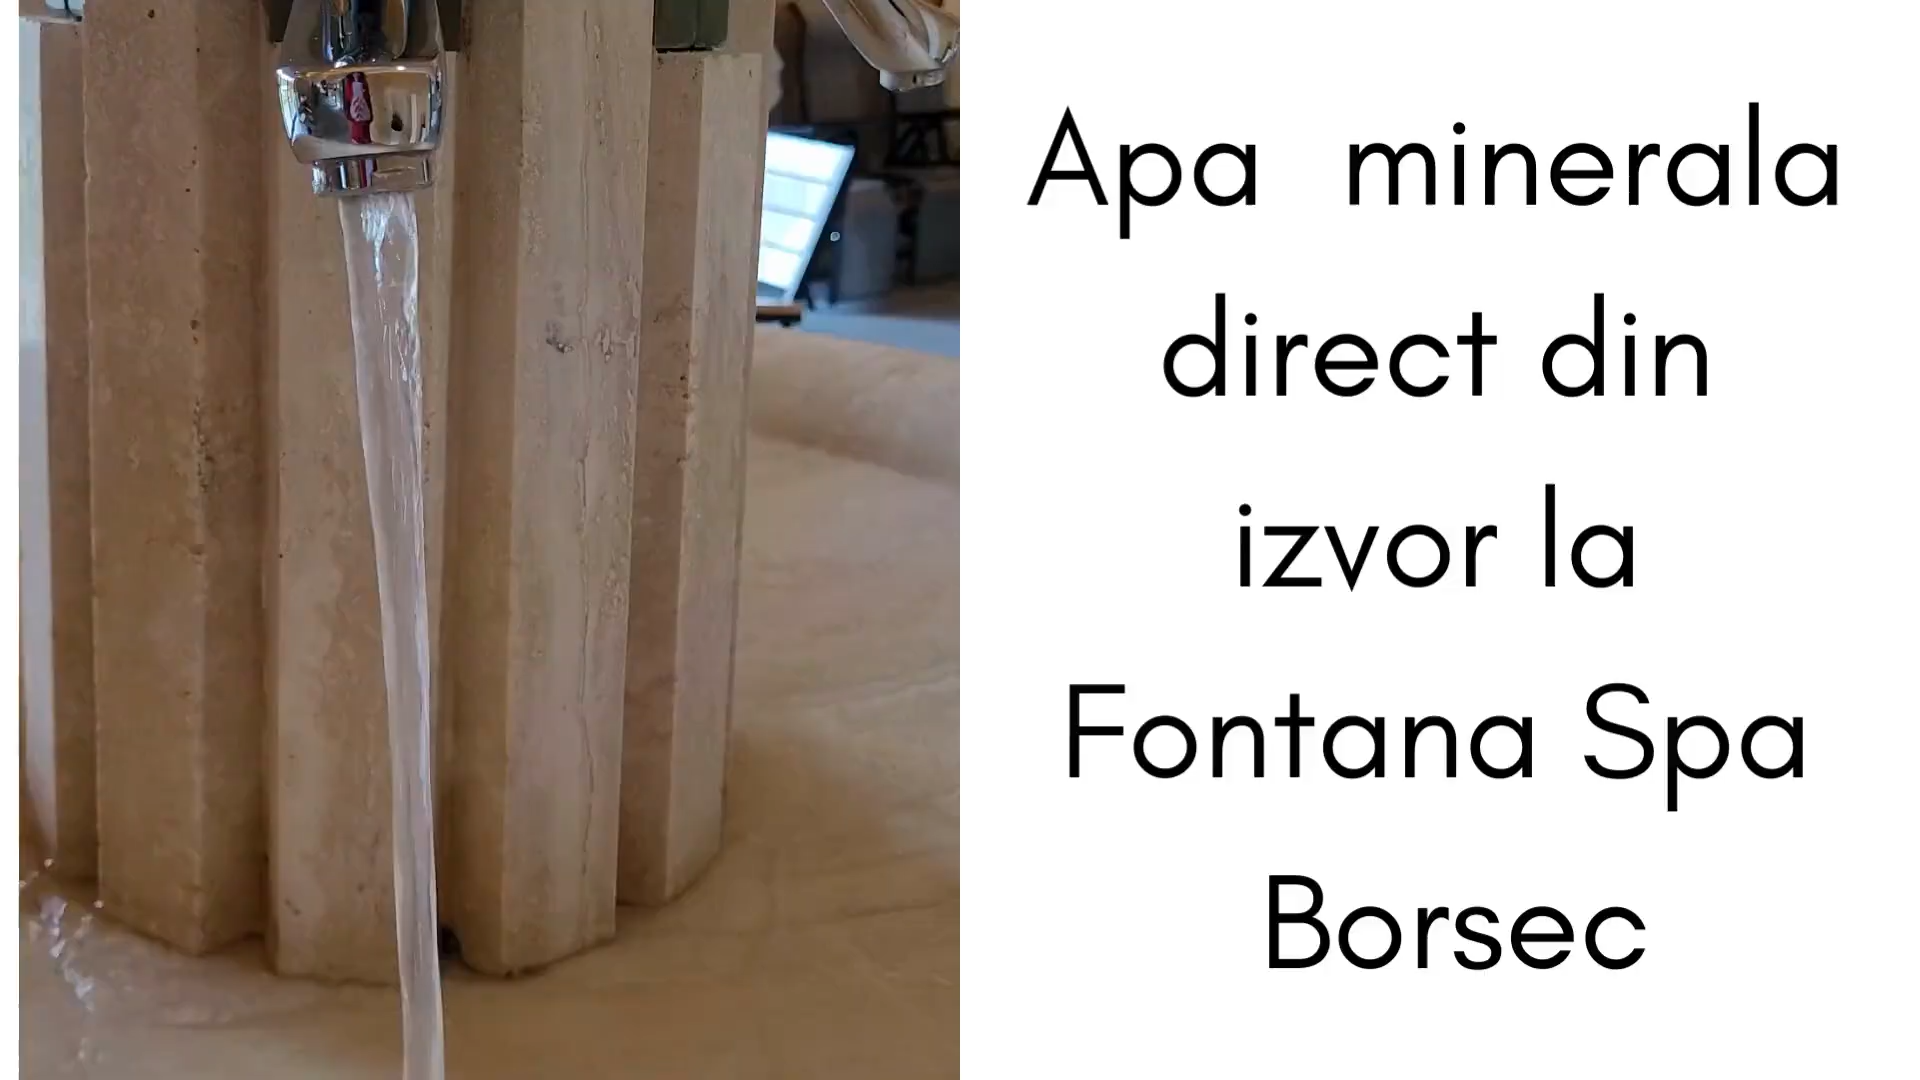 Apa minerala
direct din
izvor la
Fontana Spa
Borsec